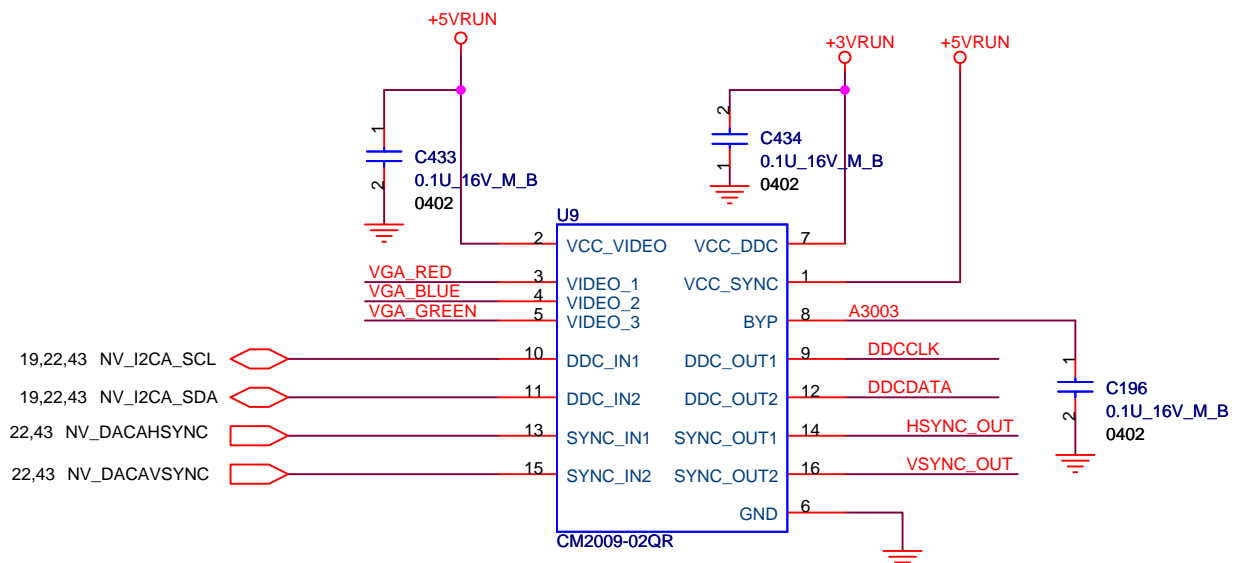 +5VRUN
+3VRUN
+5VRUN
1
C433
0.1U_16V_M_B
2
0402
2
C434
0.1U_16V_M_B
1
0402
U9
2 VCC_VIDEO VCC_DDC 7
VGA_RED 3 VIDEO_1 VCC_SYNC 1
VGA_BLUE 4 VIDEO_2
VGA_GREEN 5 VIDEO_3 BYP 8 A3003
19,22,43 NV_I2CA_SCL 10 DDC_IN1 DDC_OUT1 9 DDCCLK
19,22,43 NV_I2CA_SDA 11 DDC_IN2 DDC_OUT2 12 DDCDATA
1
C196
0.1U_16V_M_B
2
0402
22,43 NV_DACAHSYNC 13 SYNC_IN1 SYNC_OUT1 14 HSYNC_OUT
22,43 NV_DACAVSYNC 15 SYNC_IN2 SYNC_OUT2 16 VSYNC_OUT
GND 6
CM2009-02QR